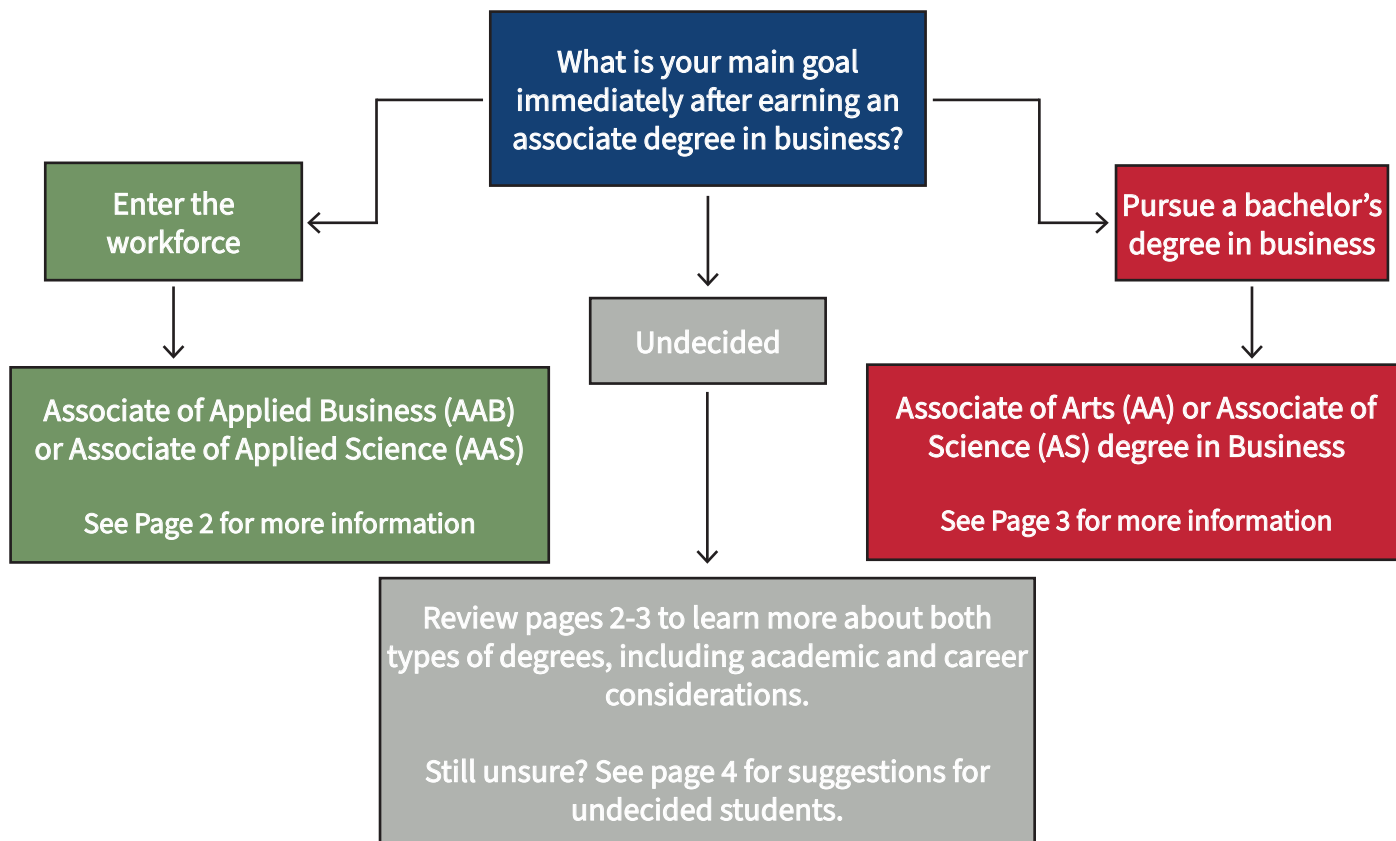 What is your main goal
immediately after earning an
associate degree in business?
Enter the
workforce
Pursue a bachelor’s
degree in business
Undecided
Associate of Applied Business (AAB)
or Associate of Applied Science (AAS)
See Page 2 for more information
Associate of Arts (AA) or Associate of
Science (AS) degree in Business
See Page 3 for more information
Review pages 2-3 to learn more about both
types of degrees, including academic and career
considerations.
Still unsure? See page 4 for suggestions for
undecided students.